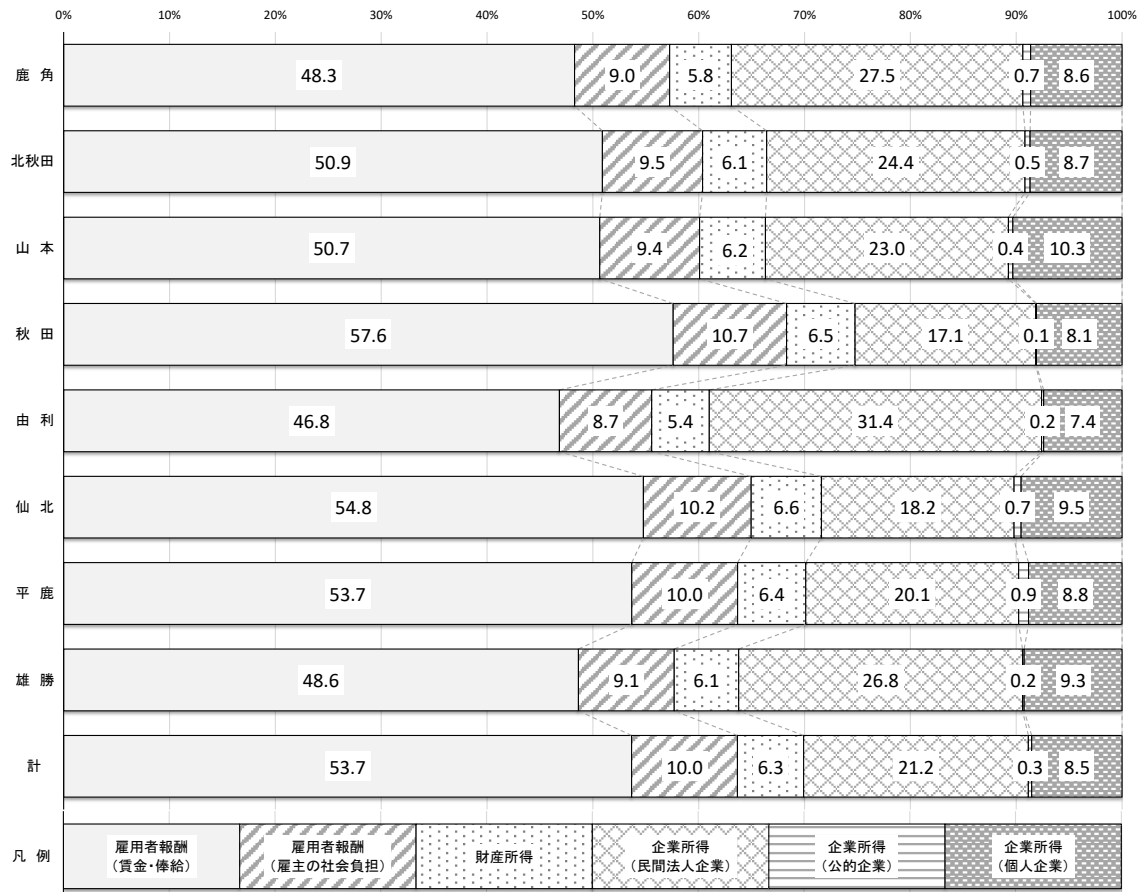 0% 10% 20% 30% 40% 50% 60% 70% 80% 90% 100%
鹿 角 48.3 9.0 5.8 27.5 0.7 8.6
北秋田 50.9 9.5 6.1 24.4 0.5 8.7
山 本 50.7 9.4 6.2 23.0 0.4 10.3
秋 田 57.6 10.7 6.5 17.1 0.1 8.1
由 利 46.8 8.7 5.4 31.4 0.2 7.4
仙 北 54.8 10.2 6.6 18.2 0.7 9.5
平 鹿 53.7 10.0 6.4 20.1 0.9 8.8
雄 勝 48.6 9.1 6.1 26.8 0.2 9.3
計 53.7 10.0 6.3 21.2 0.3 8.5
凡 例
雇用者報酬
（賃金・俸給）
雇用者報酬
（雇主の社会負担）
財産所得
企業所得
（民間法人企業）
企業所得
（公的企業）
企業所得
（個人企業）